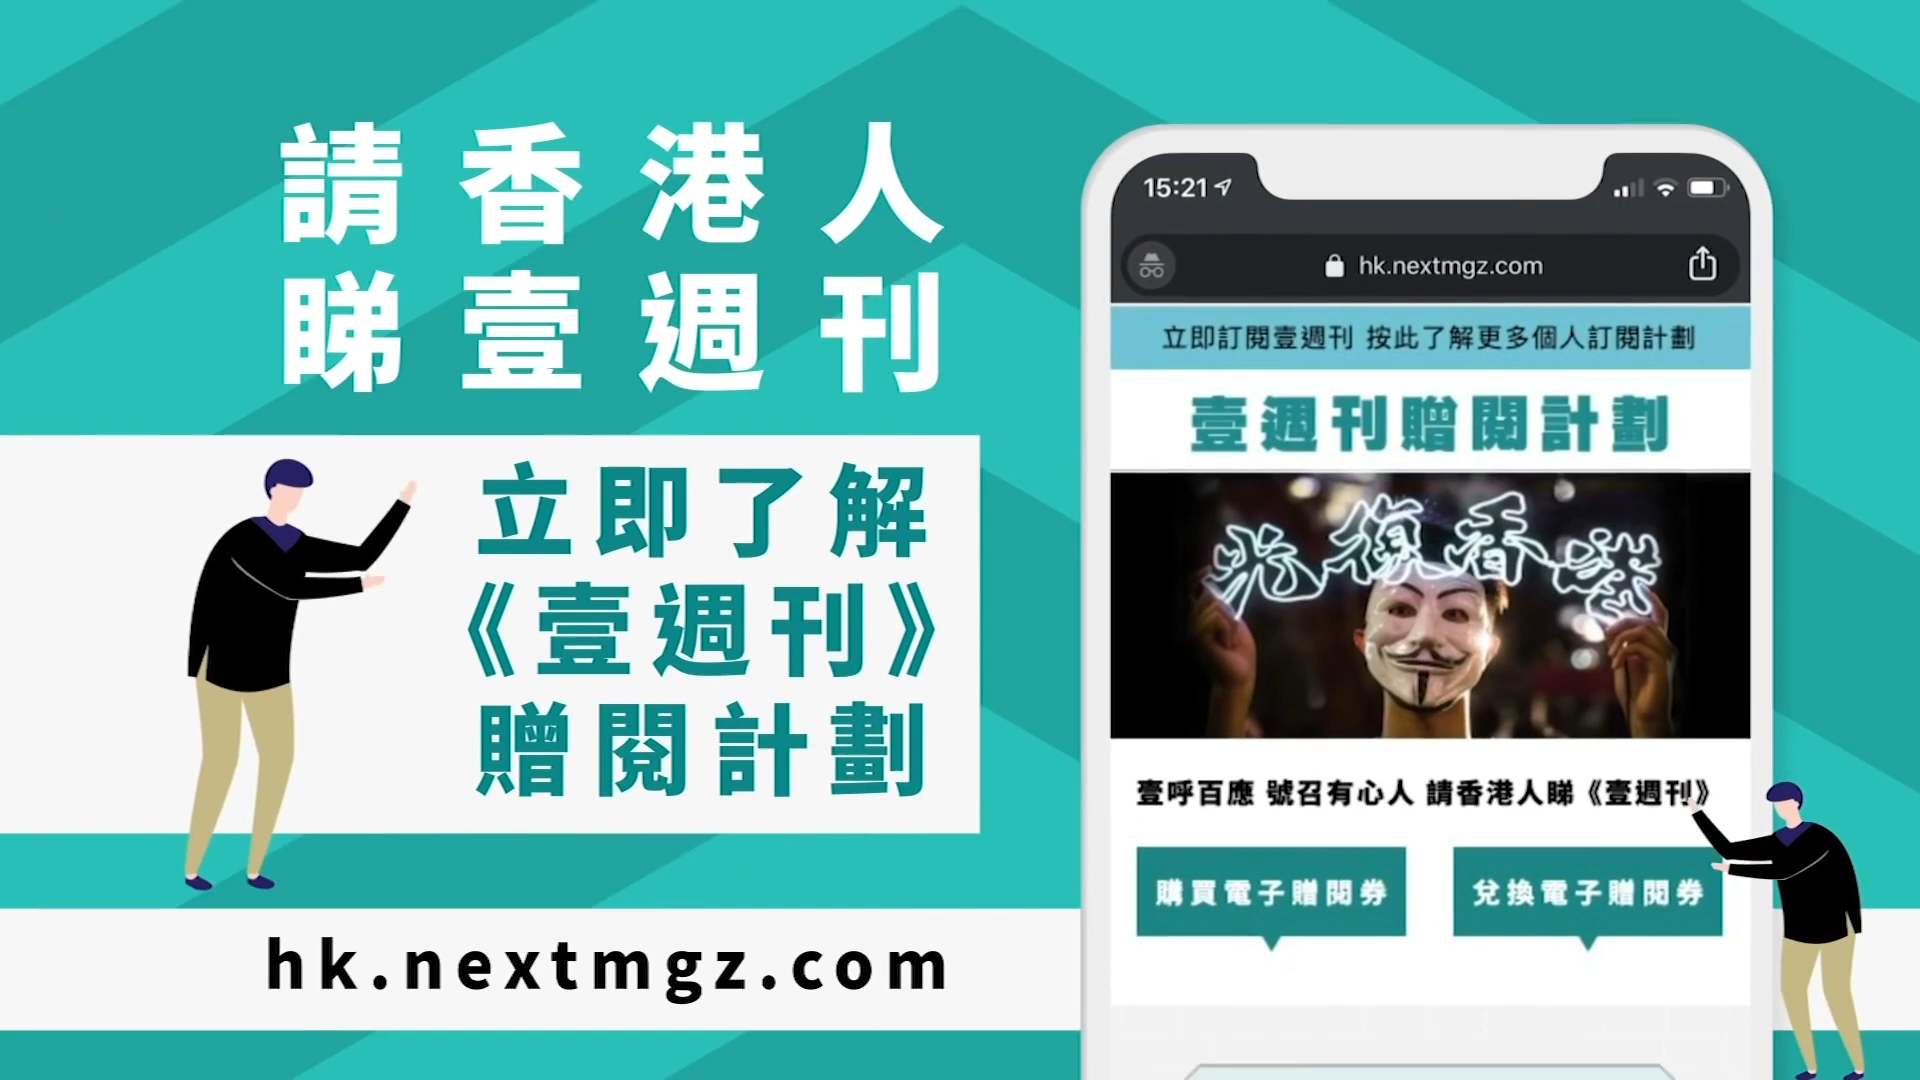 請香港人
睇壹週刊
立即了解
《壹週刊》
贈閱計劃
hk.nextmgz.com
15:21
hk.nextmgz.com
立即訂閱壹週刊 按此了解更多個人訂閱計劃
壹週刊贈閱計劃
光復香港
壹呼百應 號召有心人 請香港人睇《壹週刊》
購買電子贈閱券
兌換電子贈閱券